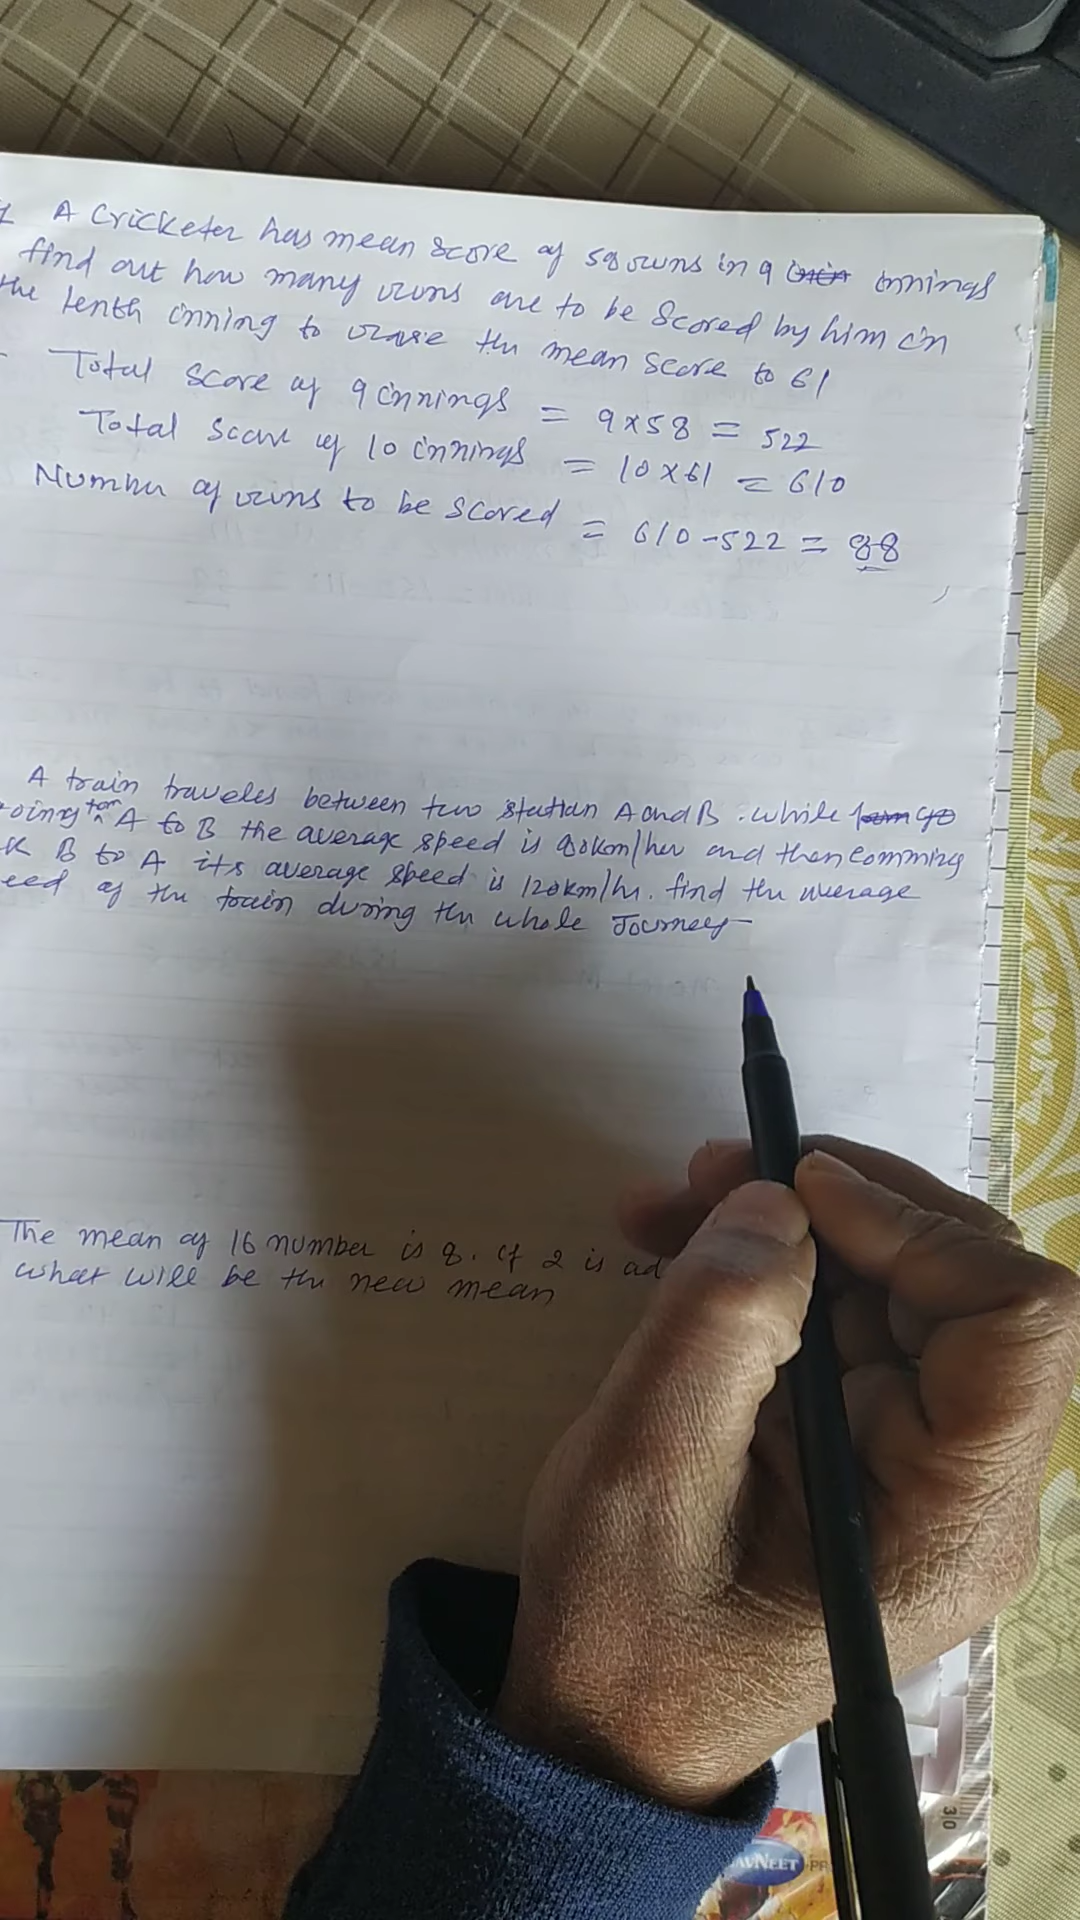 A Cricketer has mean score of 58 runs in 9 innings
find out how many runs are to be Scored by him in
the tenth inning to raise the mean score to 61
Total score of 9 innings = 9x58 = 522
Total score of 10 innings = 10x61 = 610
Number of runs to be scored = 610-522 = 88
A train traveles between two station A and B. while
A to B the average speed is 80km/hr and then comming
B to A its average speed is 120km/hr. find the average
of the train during the whole Journey
The mean of 16 number is 8. if 2 is ad
what will be the new mean